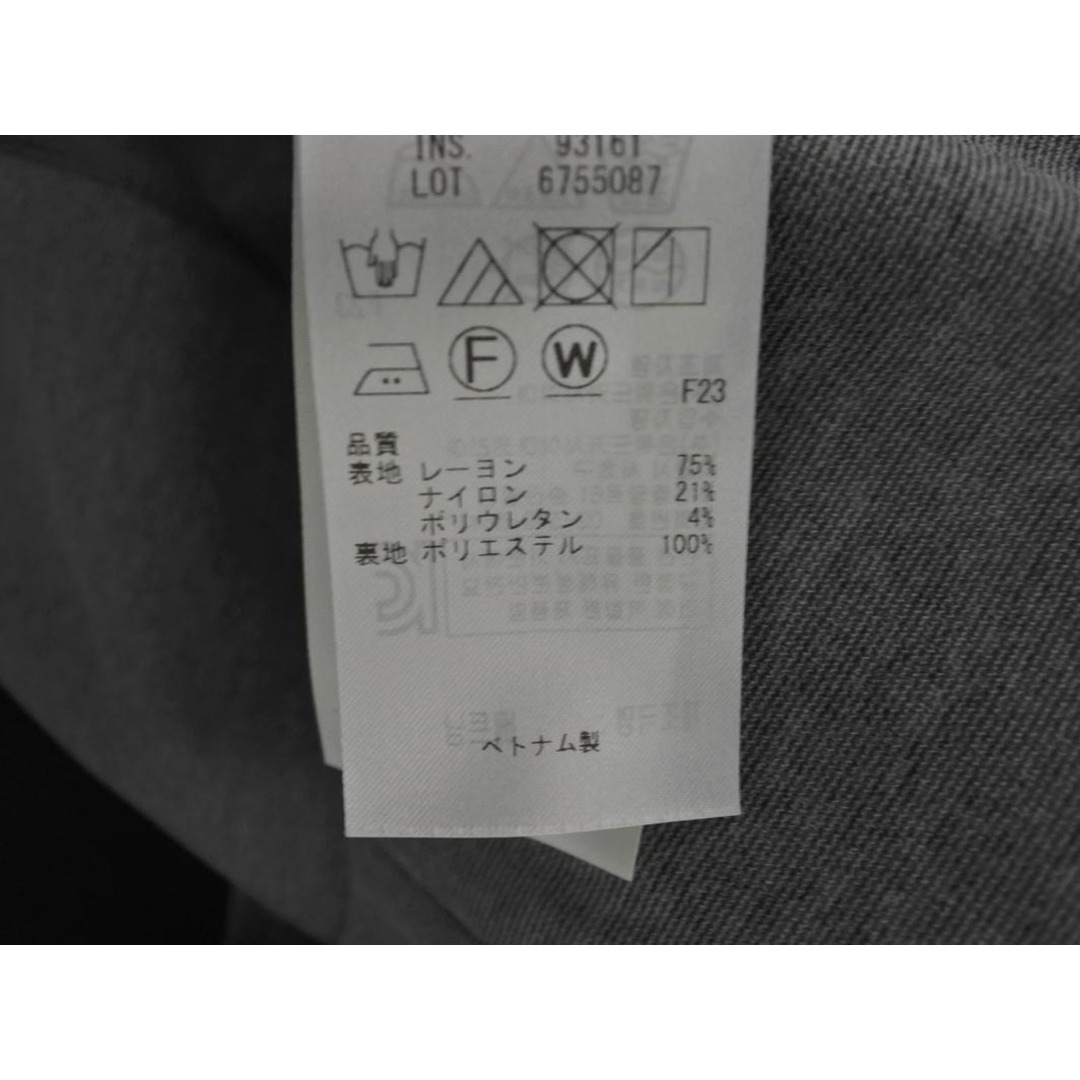 INS. 93161
LOT 6755087
F W
F23
品質
表地 レーヨン 75%
ナイロン 21%
ポリウレタン 4%
裏地 ポリエステル 100%
ベトナム製